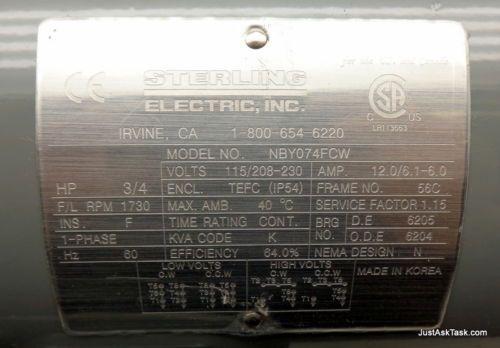 CE STERLING
ELECTRIC, INC.
SA
C US
LR113553
IRVINE, CA 1-800-654-6220
MODEL NO. NBY074FCW
VOLTS 115/208-230 AMP. 12.0/6.1-6.0
HP 3/4 ENCL. TEFC (IP54) FRAME NO. 56C
F/L RPM 1730 MAX. AMB. 40 °C SERVICE FACTOR 1.15
INS. F TIME RATING CONT. BRG D.E 6205
1-PHASE KVA CODE K NO. O.D.E 6204
Hz 60 EFFICIENCY 64.0% NEMA DESIGN N
LOW VOLTS HIGH VOLTS
C.W C.C.W C.W C.C.W
MADE IN KOREA
JustAskTask.com